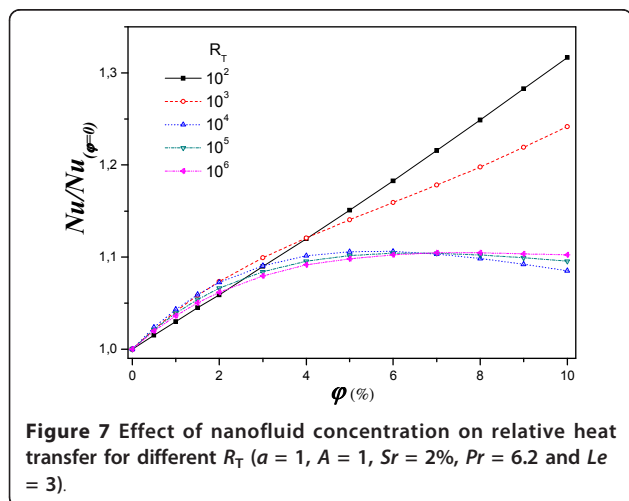 R_T
10^2
10^3
10^4
10^5
10^6
Nu/Nu_(φ=0)
1,3
1,2
1,1
1,0
0 2 4 6 8 10
φ (%)
Figure 7 Effect of nanofluid concentration on relative heat
transfer for different R_T (a = 1, A = 1, Sr = 2%, Pr = 6.2 and Le
= 3).